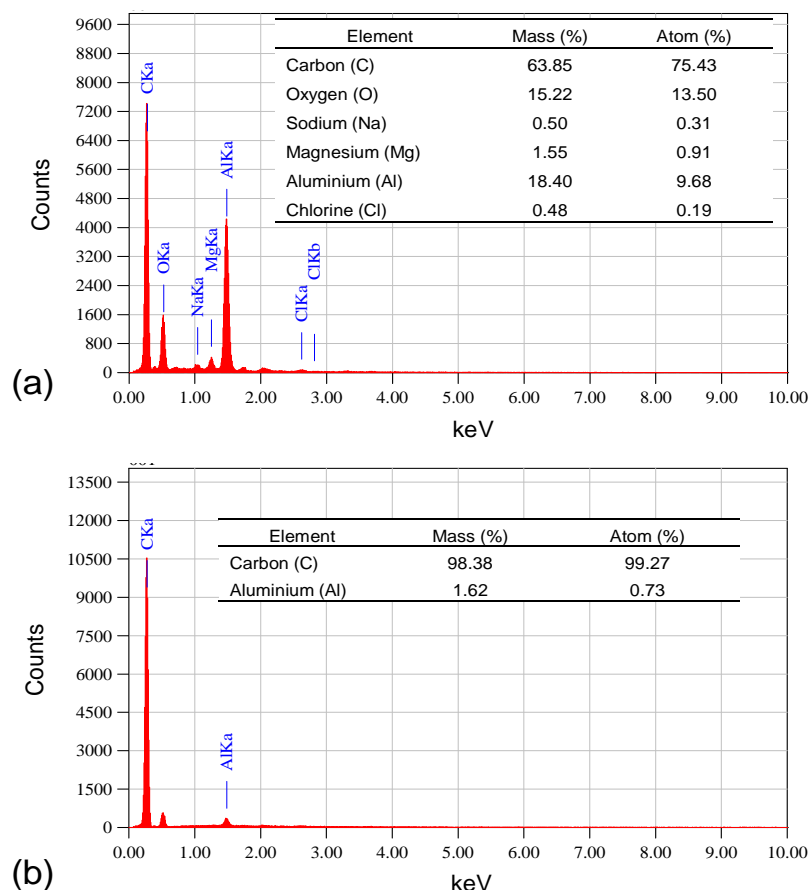 9600
8800
8000
7200
6400
5600
4800
4000
3200
2400
1600
800
0
Counts
CKa
OKa
NaKa
MgKa
AlKa
ClKa
ClKb
Element Mass (%) Atom (%)
Carbon (C) 63.85 75.43
Oxygen (O) 15.22 13.50
Sodium (Na) 0.50 0.31
Magnesium (Mg) 1.55 0.91
Aluminium (Al) 18.40 9.68
Chlorine (Cl) 0.48 0.19
(a)
0.00 1.00 2.00 3.00 4.00 5.00 6.00 7.00 8.00 9.00 10.00
keV
13500
12000
10500
9000
7500
6000
4500
3000
1500
0
Counts
CKa
AlKa
Element Mass (%) Atom (%)
Carbon (C) 98.38 99.27
Aluminium (Al) 1.62 0.73
(b)
0.00 1.00 2.00 3.00 4.00 5.00 6.00 7.00 8.00 9.00 10.00
keV